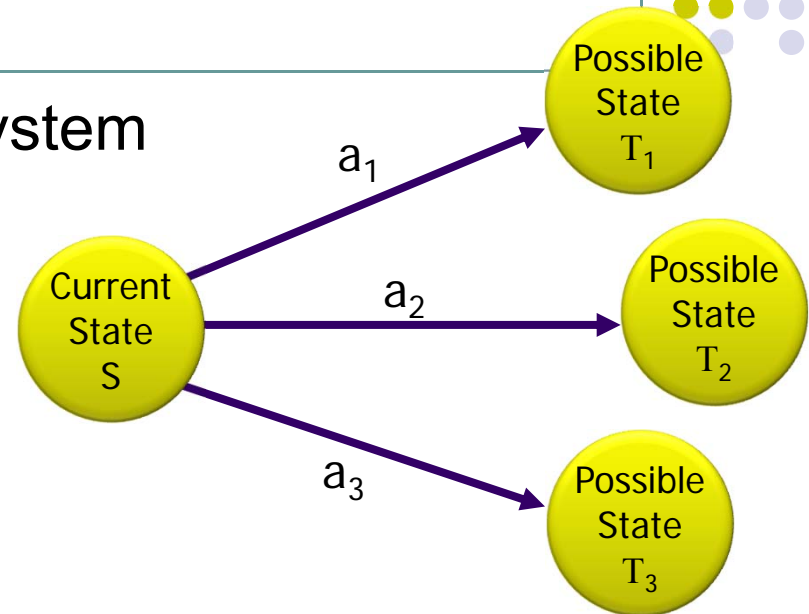 Possible
State
T₁
ystem
a₁
Current
State
S
a₂
Possible
State
T₂
a₃
Possible
State
T₃